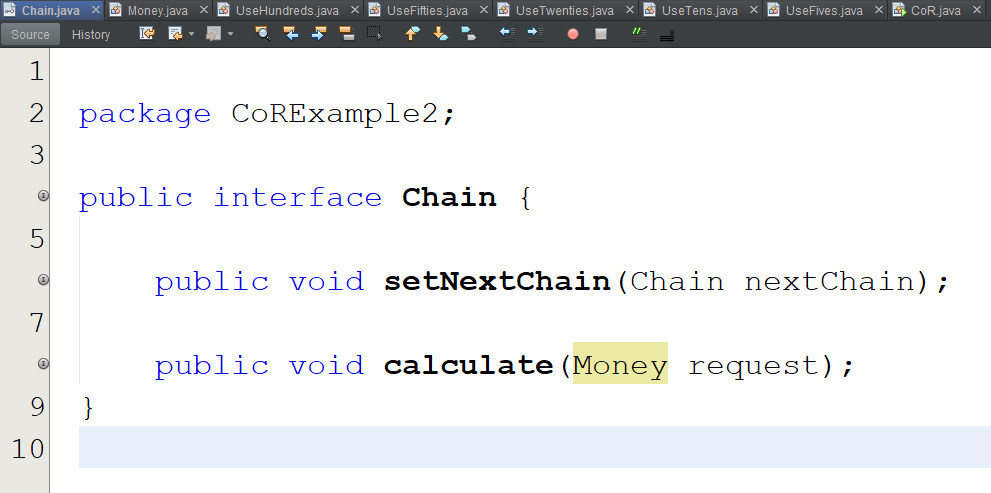 Chain.java Money.java UseHundreds.java UseFifties.java UseTwenties.java UseTens.java UseFives.java CoR.java
Source History
1
2 package CoRExample2;
3
public interface Chain {
5
public void setNextChain(Chain nextChain);
7
public void calculate(Money request);
9 }
10